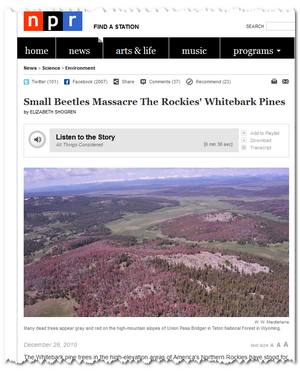 n p r FIND A STATION SEARCH
home news arts & life music programs
News > Science > Environment
Twitter (101) Facebook (2007) Share Comments (37) Recommend (23)
Small Beetles Massacre The Rockies' Whitebark Pines
by ELIZABETH SHOGREN
Listen to the Story
All Things Considered
[6 min 36 sec]
Add to Playlist
Download
Transcript
W. W. Macfarlane
Many dead trees appear gray and red on the high-mountain slopes of Union Pass Bridger in Teton National Forest in Wyoming.
December 28, 2010
TEXT SIZE A A A
The Whitebark pine trees in the high-elevation areas of America's Northern Rockies have stood for